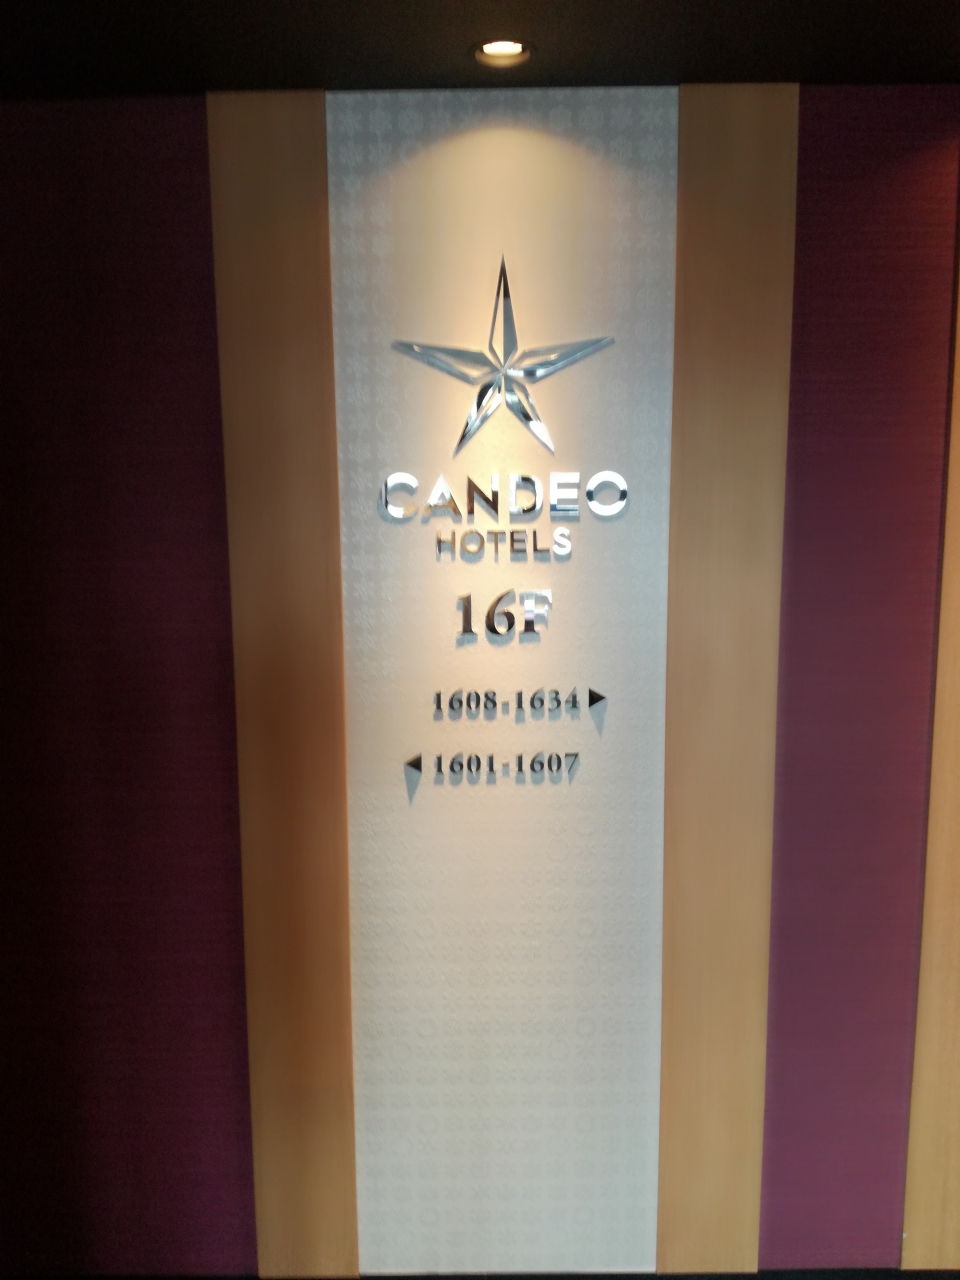 CANDEO
HOTELS
16F
1608-1634 ▶
◀ 1601-1607